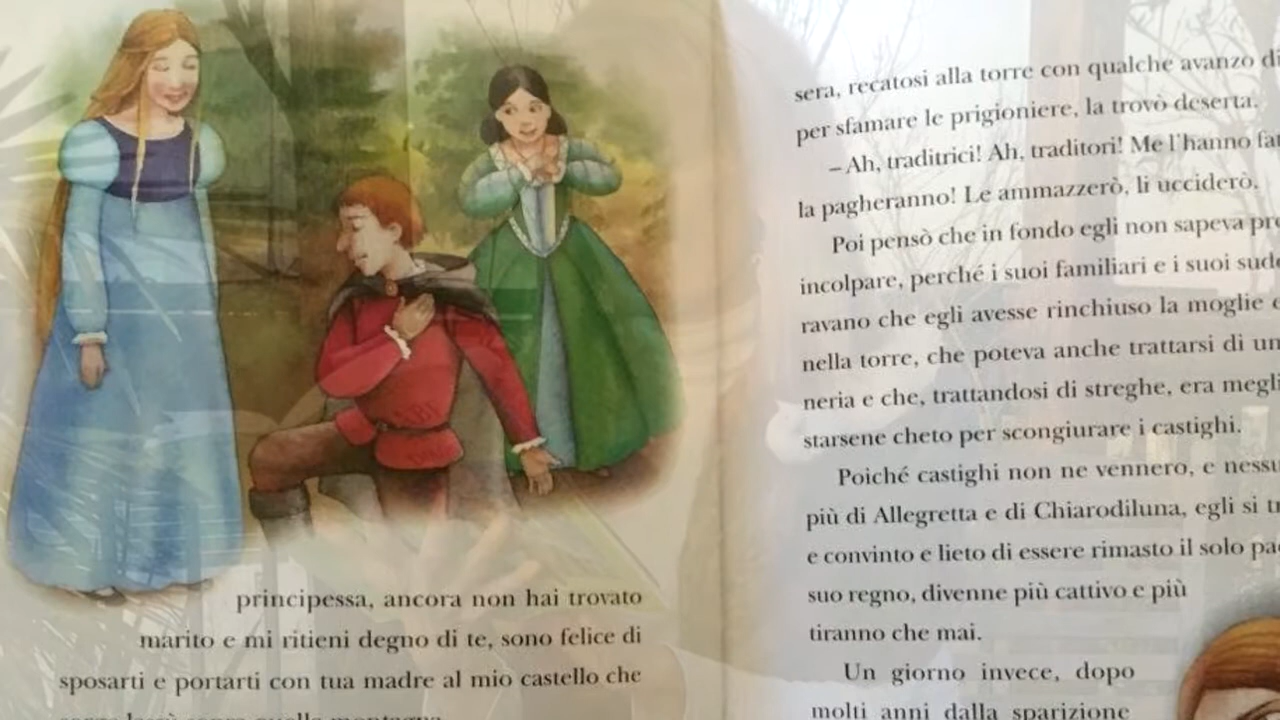 principessa, ancora non hai trovato
marito e mi ritieni degno di te, sono felice di
sposarti e portarti con tua madre al mio castello che
sera, recatosi alla torre con qualche avanzo di
per sfamare le prigioniere, la trovò deserta.
– Ah, traditrici! Ah, traditori! Me l'hanno
la pagheranno! Le ammazzerò, li ucciderò.
Poi pensò che in fondo egli non sapeva
incolpare, perché i suoi familiari e i suoi
ravano che egli avesse rinchiuso la moglie
nella torre, che poteva anche trattarsi di
neria e che, trattandosi di streghe, era
starsene cheto per scongiurare i castighi.
Poiché castighi non ne vennero, e
più di Allegretta e di Chiarodiluna, egli si
e convinto e lieto di essere rimasto il solo
suo regno, divenne più cattivo e più
tiranno che mai.
Un giorno invece, dopo
molti anni dalla sparizione